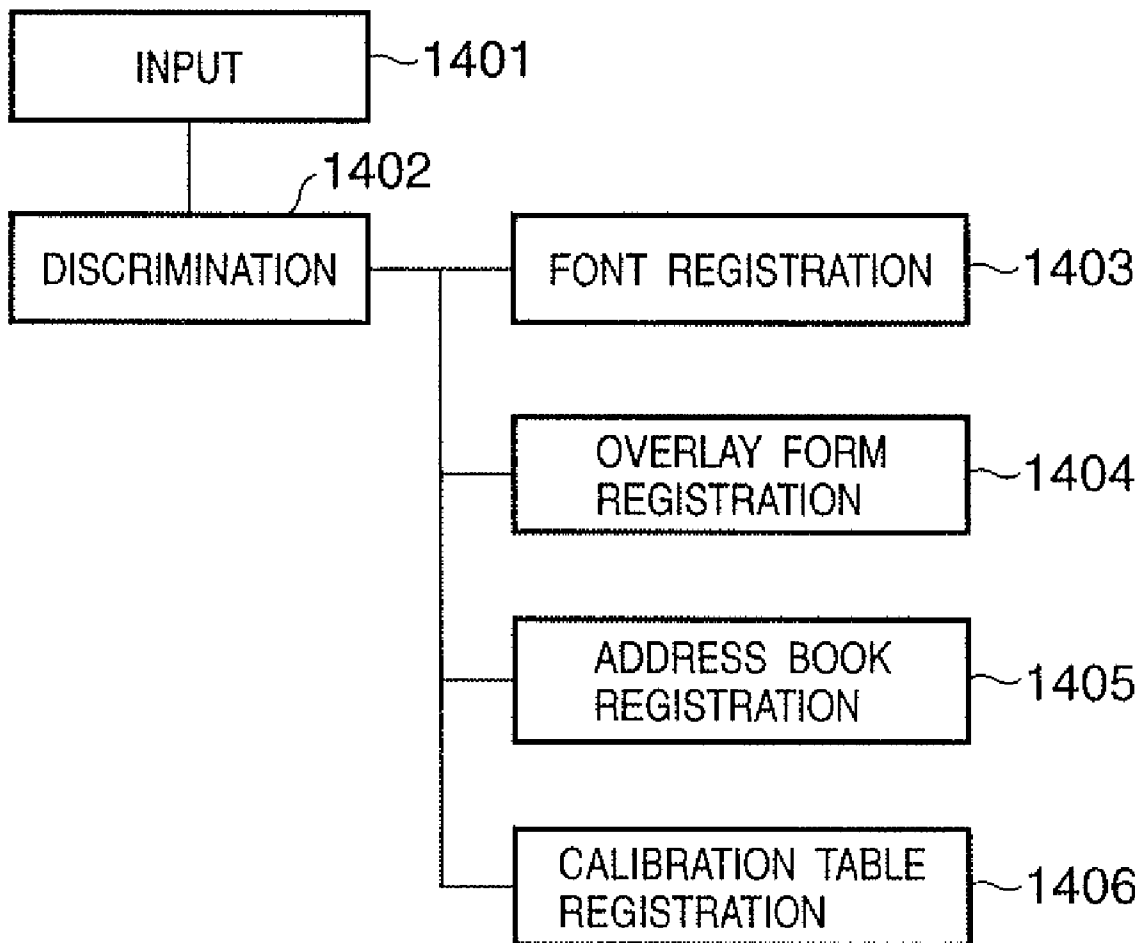 INPUT
1401
1402
DISCRIMINATION
FONT REGISTRATION
1403
OVERLAY FORM
REGISTRATION
1404
ADDRESS BOOK
REGISTRATION
1405
CALIBRATION TABLE
REGISTRATION
1406